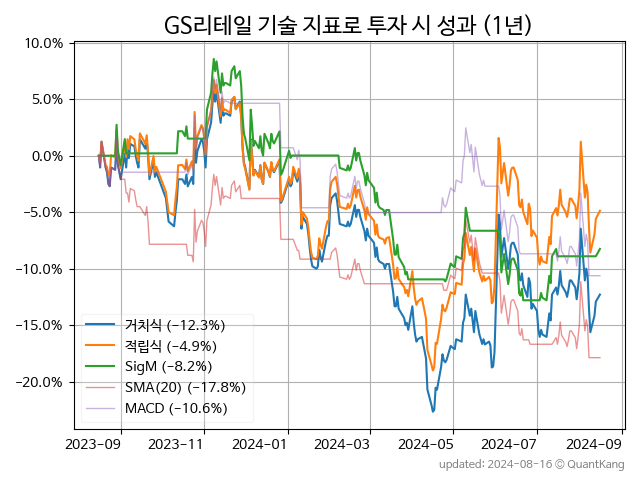 GS리테일 기술 지표로 투자 시 성과 (1년)
10.0%
5.0%
0.0%
−5.0%
−10.0%
−15.0%
−20.0%
거치식 (−12.3%)
적립식 (−4.9%)
SigM (−8.2%)
SMA(20) (−17.8%)
MACD (−10.6%)
2023-09 2023-11 2024-01 2024-03 2024-05 2024-07 2024-09
updated: 2024-08-16 © QuantKang